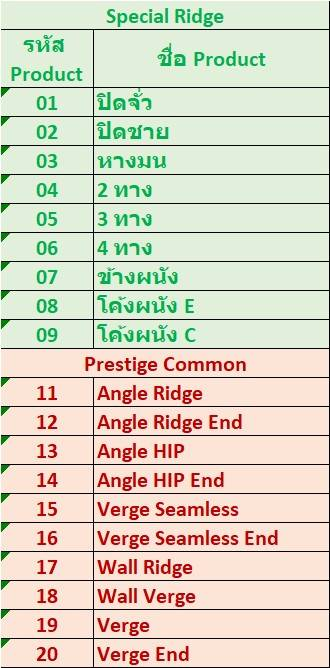 Special Ridge
รหัส Product ชื่อ Product
01 ปิดจั่ว
02 ปิดชาย
03 หางมน
04 2 ทาง
05 3 ทาง
06 4 ทาง
07 ข้างผนัง
08 โค้งผนัง E
09 โค้งผนัง C
Prestige Common
11 Angle Ridge
12 Angle Ridge End
13 Angle HIP
14 Angle HIP End
15 Verge Seamless
16 Verge Seamless End
17 Wall Ridge
18 Wall Verge
19 Verge
20 Verge End